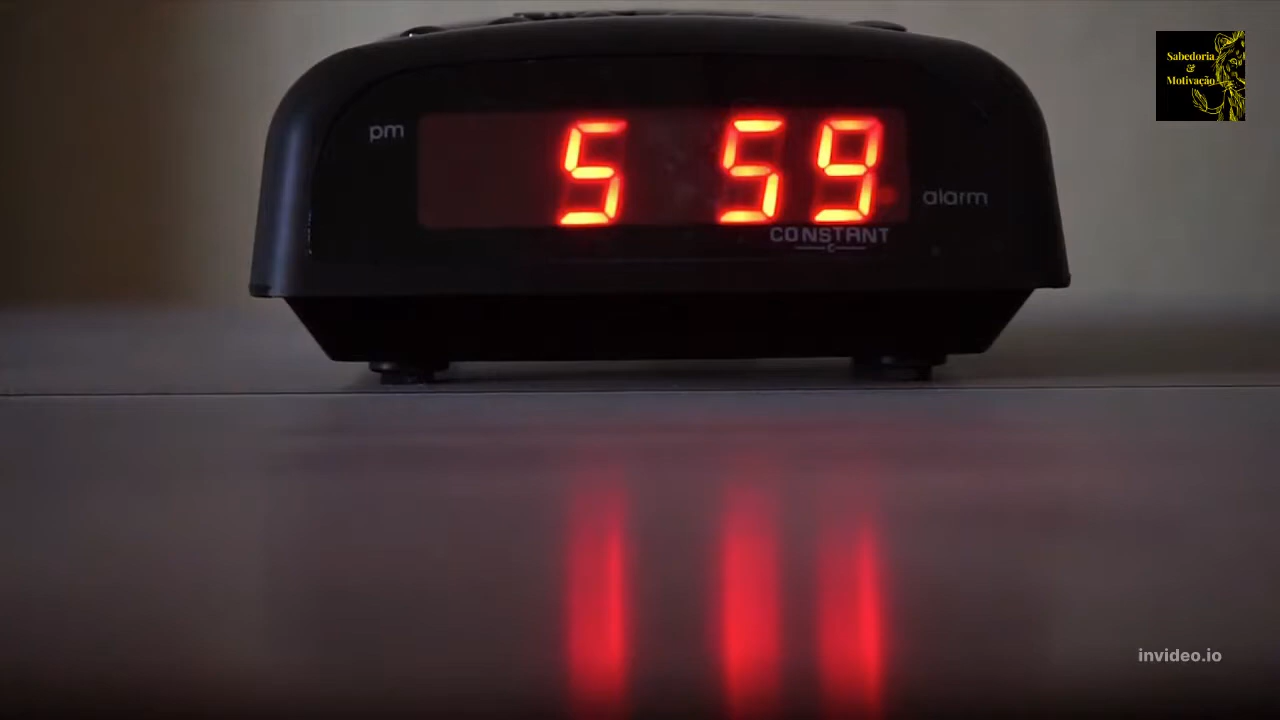 Sabedoria
&
Motivação
pm
5 59
alarm
CONSTANT
C
invideo.io